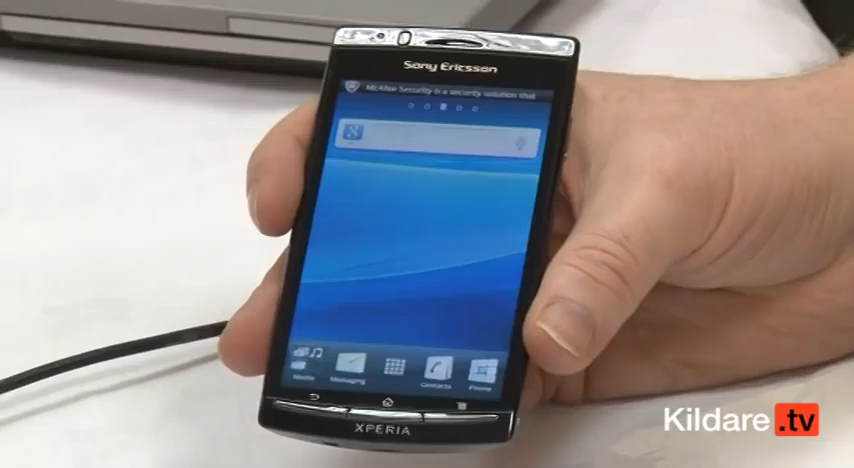 Sony Ericsson
McAfee Security is a security solution that
Media
Messaging
Contacts
Phone
XPERIA
Kildare.tv